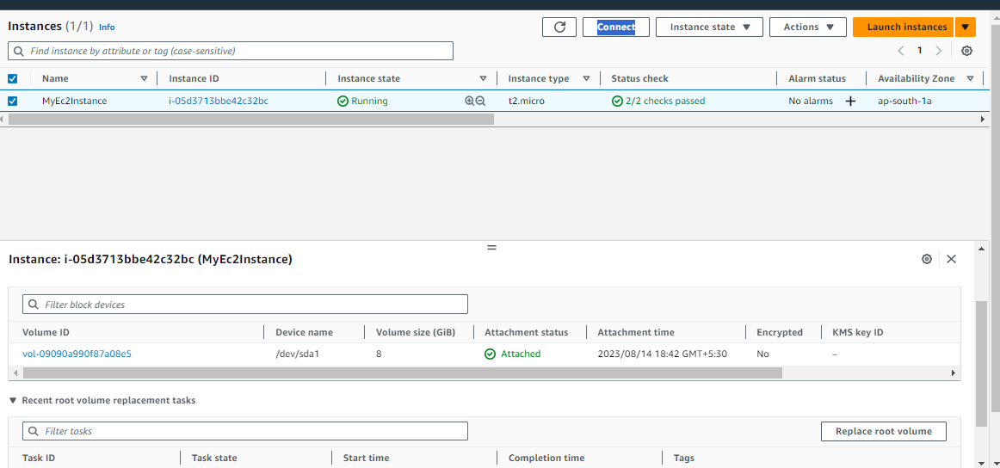 Instances (1/1) Info Connect Instance state Actions Launch instances
Find instance by attribute or tag (case-sensitive) 1
Name Instance ID Instance state Instance type Status check Alarm status Availability Zone
MyEc2Instance i-05d3713bbe42c32bc Running t2.micro 2/2 checks passed No alarms + ap-south-1a
Instance: i-05d3713bbe42c32bc (MyEc2Instance)
Filter block devices
Volume ID Device name Volume size (GiB) Attachment status Attachment time Encrypted KMS key ID
vol-09090a990f87a08e5 /dev/sda1 8 Attached 2023/08/14 18:42 GMT+5:30 No –
Recent root volume replacement tasks
Filter tasks Replace root volume
Task ID Task state Start time Completion time Tags